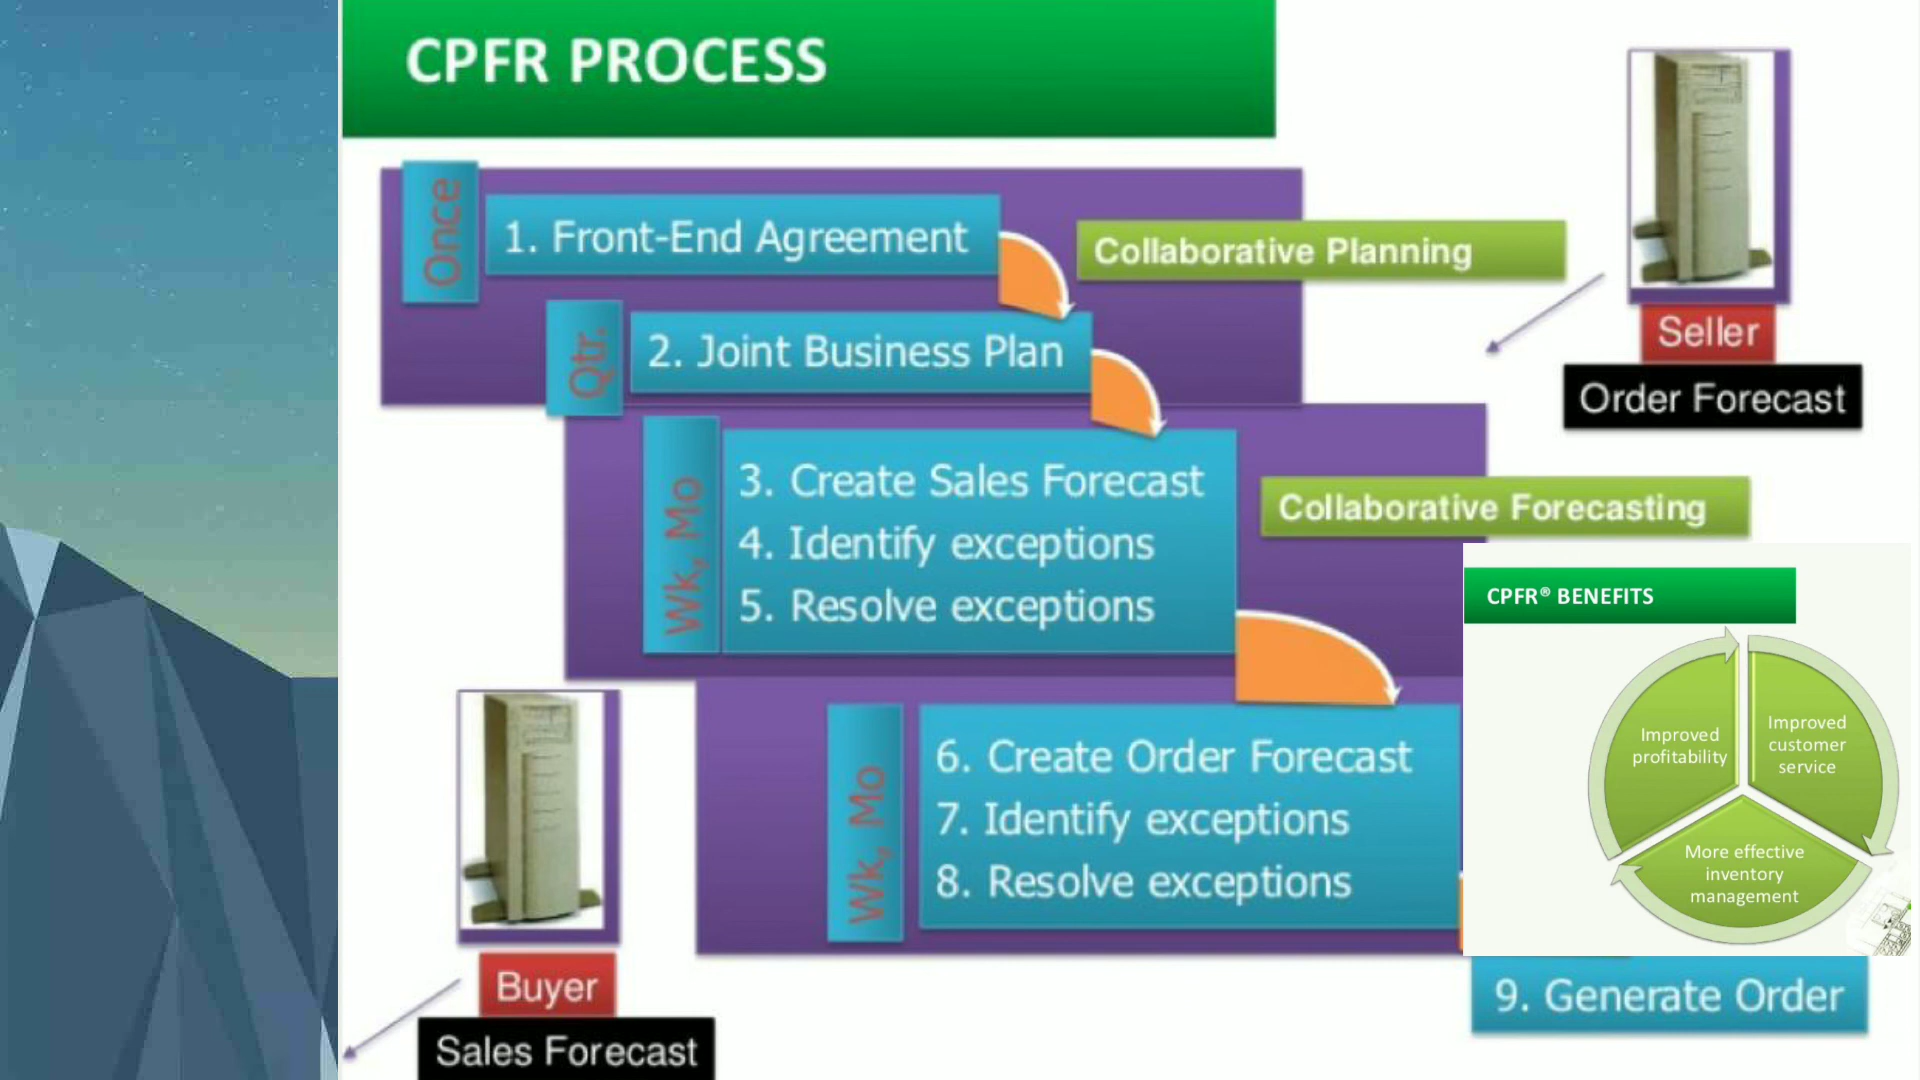 CPFR PROCESS
Once
1. Front-End Agreement
Collaborative Planning
Qtr.
2. Joint Business Plan
Seller
Order Forecast
Wk, Mo
3. Create Sales Forecast
4. Identify exceptions
5. Resolve exceptions
Collaborative Forecasting
CPFR® BENEFITS
Improved
profitability
Improved
customer
service
More effective
inventory
management
Wk, Mo
6. Create Order Forecast
7. Identify exceptions
8. Resolve exceptions
Buyer
Sales Forecast
9. Generate Order